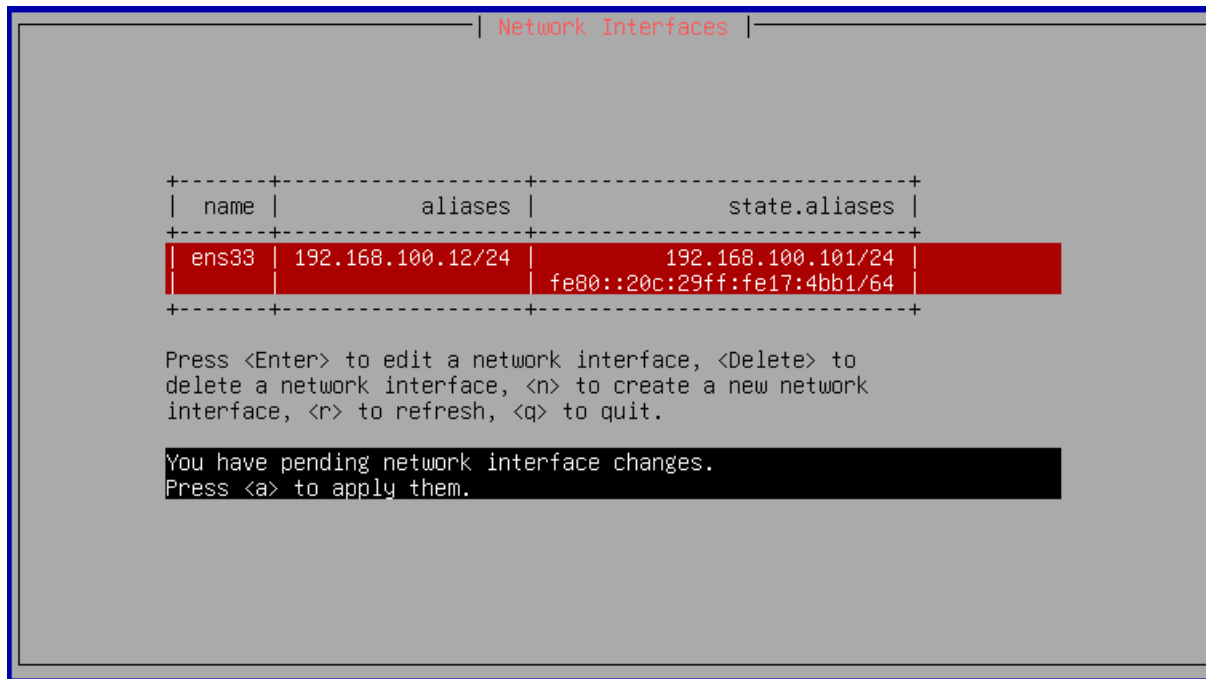 Network Interfaces
+-------+-------------------+-----------------------------+
| name | aliases | state.aliases |
+-------+-------------------+-----------------------------+
| ens33 | 192.168.100.12/24 | 192.168.100.101/24 |
| | | fe80::20c:29ff:fe17:4bb1/64 |
+-------+-------------------+-----------------------------+
Press <Enter> to edit a network interface, <Delete> to
delete a network interface, <n> to create a new network
interface, <r> to refresh, <q> to quit.
You have pending network interface changes.
Press <a> to apply them.